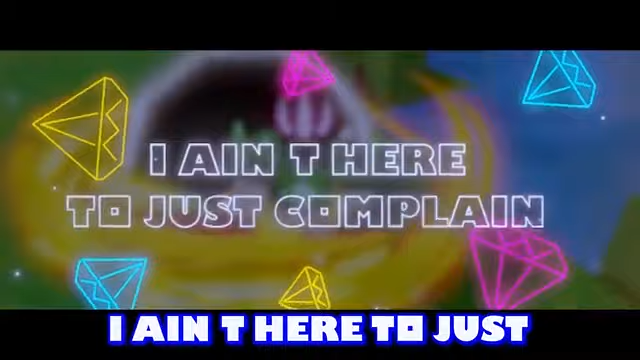 I AIN T HERE
TO JUST COMPLAIN
I AIN T HERE TO JUST